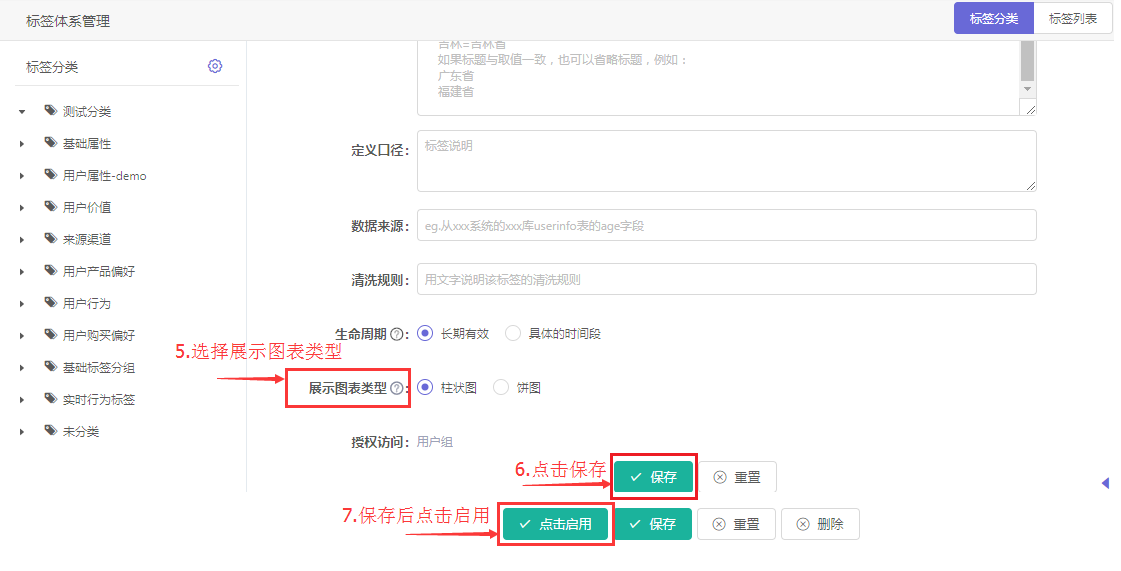 标签体系管理
标签分类
标签列表
标签分类
测试分类
基础属性
用户属性-demo
用户价值
来源渠道
用户产品偏好
用户行为
用户购买偏好
基础标签分组
实时行为标签
未分类
吉林=吉林省
如果标题与取值一致，也可以省略标题，例如：
广东省
福建省
定义口径：
标签说明
数据来源：
eg.从xxx系统的xxx库userinfo表的age字段
清洗规则：
用文字说明该标签的清洗规则
生命周期?： 长期有效 具体的时间段
5.选择展示图表类型
展示图表类型?： 柱状图 饼图
授权访问：用户组
6.点击保存
保存 重置
7.保存后点击启用
点击启用 保存 重置 删除